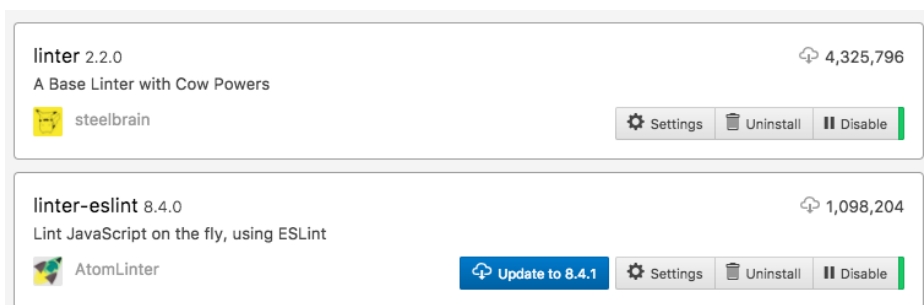 linter 2.2.0 4,325,796
A Base Linter with Cow Powers
steelbrain Settings Uninstall Disable
linter-eslint 8.4.0 1,098,204
Lint JavaScript on the fly, using ESLint
AtomLinter Update to 8.4.1 Settings Uninstall Disable